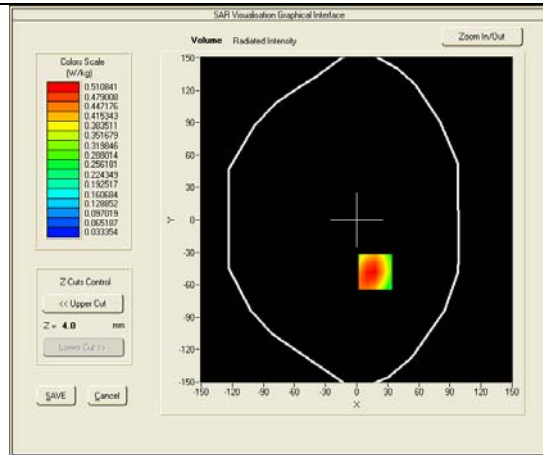 SAR Visualisation Graphical Interface
Volume Radiated Intensity
Zoom In/Out
Colors Scale
(W/kg)
0.510841
0.479008
0.447176
0.415343
0.383511
0.351679
0.319846
0.288014
0.256181
0.224349
0.192517
0.160684
0.128852
0.097019
0.065187
0.033354
Z Cuts Control
<< Upper Cut
Z = 4.0 mm
Lower Cut >>
SAVE Cancel
150-
120-
90-
60-
30-
0-
-30-
-60-
-90-
-120-
-150-
Y
-150 -120 -90 -60 -30 0 30 60 90 120 150
X